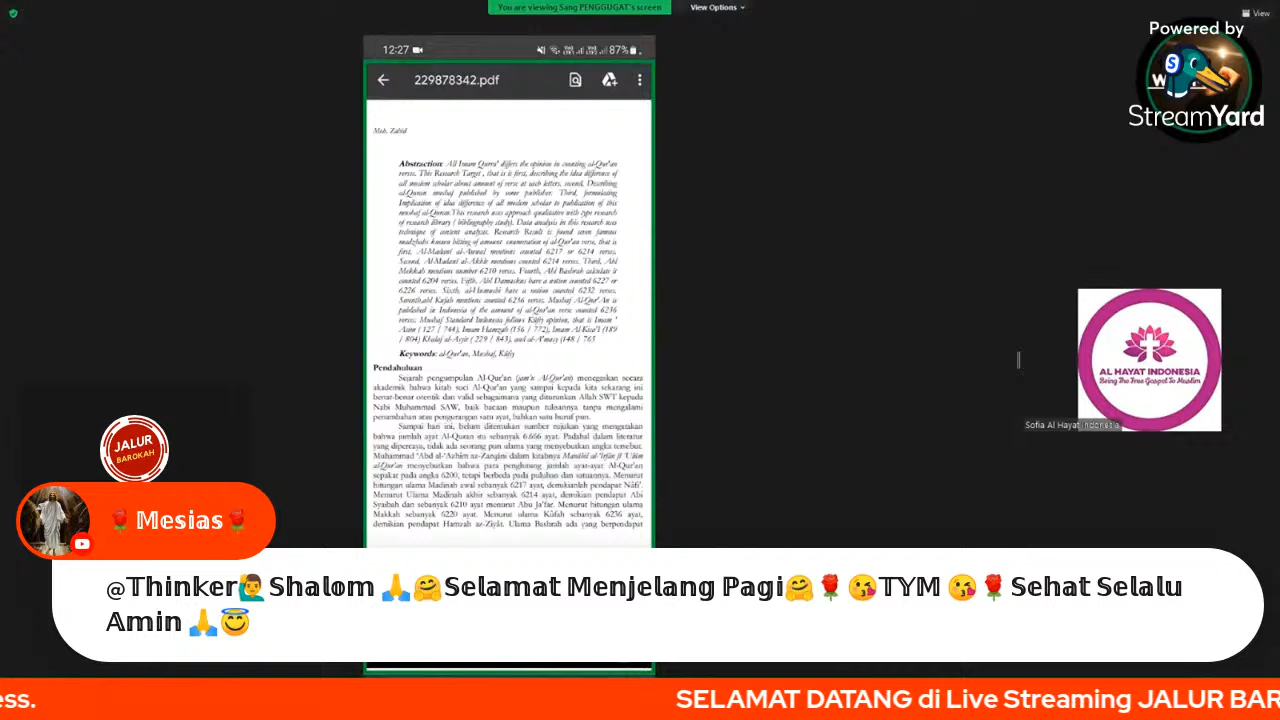 You are viewing Sang PENGGUGAT's screen
View Options
View
Powered by
StreamYard
12:27
87%
229878342.pdf
Moh. Zahid
Abstraction: All Imam Qurra' differs the opinion in counting al-Qur'an
verses. This Research Target , that is first, describing the idea difference of
all moslem scholar about amount of verse at each letters, second, Describing
al-Quran mushaf published by some publisher. Third, formulating
Implication of idea difference of all moslem scholar to publication of this
mushaf al-Quran.This research uses approach qualitative with type research
of research library ( bibliography study). Data analysis in this research uses
technique of content analysis. Research Result is found seven famous
madzhabs known hitting of amount enumeration of al-Qur'an verse, that is
first, Al-Madani al-Awwal mentions counted 6217 or 6214 verses.
Second, Al-Madani al-Akhir mentions counted 6214 verses. Third, Ahl
Mekkah mentions number 6210 verses. Fourth, Ahl Bashrah calculate it
counted 6204 verses. Fifth, Ahl Damaskus have a notion counted 6227 or
6226 verses. Sixth, al-Humushi have a notion counted 6232 verses.
Seventh,ahl Kufah mentions counted 6236 verses. Mushaf Al-Qur'An is
published in Indonesia of the amount of al-Qur'an verse counted 6236
verses. Mushaf Standard Indonesia follows Kûfiy opinion, that is Imam '
Asim ( 127 / 744), Imam Hamzah (156 / 772), Imam Al-Kisa'I (189
/ 804) Khalaf al-Asyir ( 229 / 843), and al-A'masy (148 / 765
Keywords: al-Qur'an, Mushaf, Kûfiy
Pendahuluan
Sejarah pengumpulan Al-Qur'an (jam'u Al-Qur'an) menegaskan secara
akademik bahwa kitab suci Al-Qur'an yang sampai kepada kita sekarang ini
benar-benar otentik dan valid sebagaimana yang diturunkan Allah SWT kepada
Nabi Muhammad SAW, baik bacaan maupun tulisannya tanpa mengalami
penambahan atau pengurangan satu ayat, bahkan satu huruf pun.
Sampai hari ini, belum ditemukan sumber rujukan yang mengatakan
bahwa jumlah ayat Al-Quran itu sebanyak 6.666 ayat. Padahal dalam literatur
yang dipercaya, tidak ada seorang pun ulama yang menyebutkan angka tersebut.
Muhammad 'Abd al-'Azhîm az-Zarqâni dalam kitabnya Manâhil al-'Irfân fî 'Ulûm
al-Qur'an menyebutkan bahwa para penghitung jumlah ayat-ayat Al-Qur'an
sepakat pada angka 6200, tetapi berbeda pada puluhan dan satuannya. Menurut
hitungan ulama Madinah awal sebanyak 6217 ayat, demikianlah pendapat Nâfi'.
Menurut Ulama Madinah akhir sebanyak 6214 ayat, demikian pendapat Abi
Syaibah dan sebanyak 6210 ayat menurut Abu Ja'far. Menurut hitungan ulama
Makkah sebanyak 6220 ayat. Menurut ulama Kûfah sebanyak 6236 ayat,
demikian pendapat Hamzah az-Ziyât. Ulama Bashrah ada yang berpendapat
AL HAYAT INDONESIA
Being The True Gospel To Muslim
Sofia Al Hayat Indonesia
JALUR
BAROKAH
🌹Mesias🌹
@Thinker🙋‍♂️Shalom 🙏🤗Selamat Menjelang Pagi🤗🌹😘TYM 😘🌹Sehat Selalu
Amin 🙏😇
ess.
SELAMAT DATANG di Live Streaming JALUR BAR